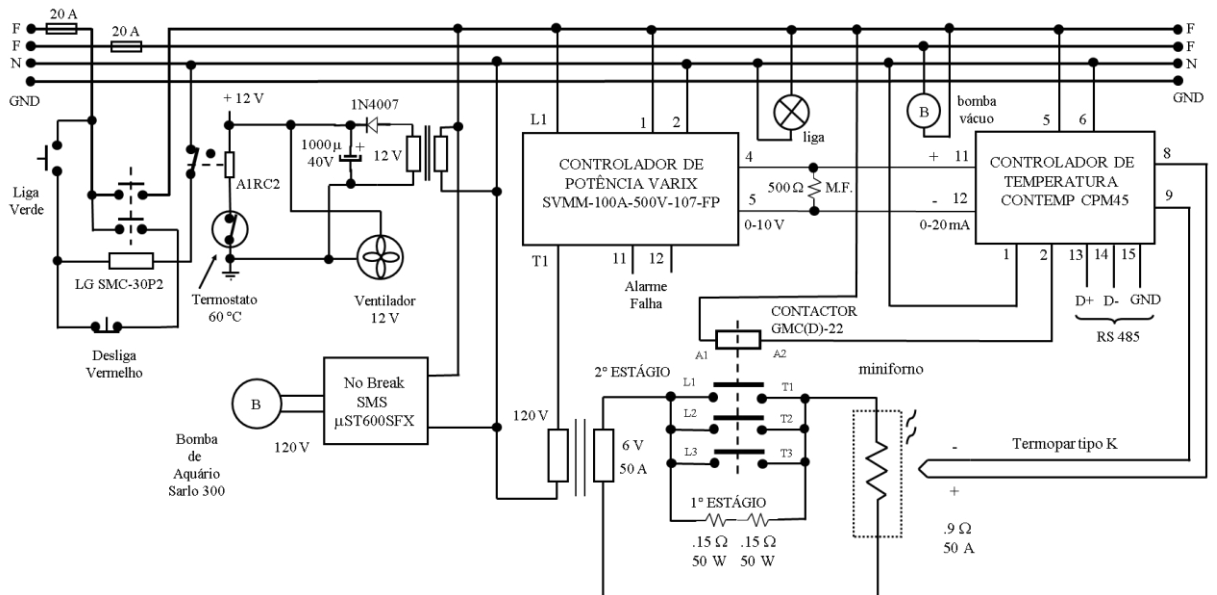 20 A
F
F
20 A
F
F
N
N
GND
GND
+ 12 V
1N4007
1000 µ
40V
+
12 V
A1RC2
Liga
Verde
LG SMC-30P2
Termostato
60 °C
Ventilador
12 V
Desliga
Vermelho
L1
1
2
CONTROLADOR DE
POTÊNCIA VARIX
SVMM-100A-500V-107-FP
4
5
0-10 V
T1
11
12
Alarme
Falha
liga
500 Ω
M.F.
B
bomba
vácuo
+
11
-
12
0-20 mA
5
6
CONTROLADOR DE
TEMPERATURA
CONTEMP CPM45
8
9
1
2
13
14
15
D+
D-
GND
RS 485
CONTACTOR
GMC(D)-22
A1
A2
B
120 V
Bomba
de
Aquário
Sarlo 300
No Break
SMS
µST600SFX
120 V
6 V
50 A
2º ESTÁGIO
L1
T1
L2
T2
L3
T3
1º ESTÁGIO
.15 Ω
50 W
.15 Ω
50 W
miniforno
-
Termopar tipo K
+
.9 Ω
50 A